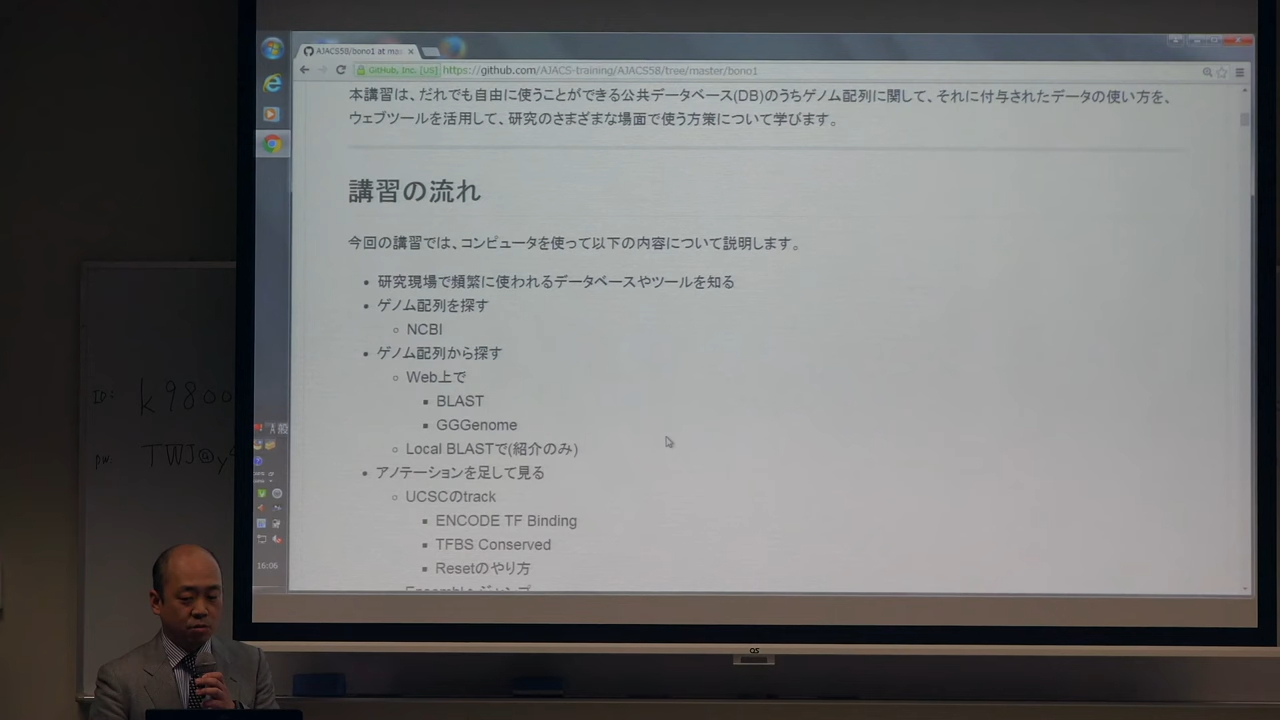 AJACS58/bono1 at mas
GitHub, Inc. [US] https://github.com/AJACS-training/AJACS58/tree/master/bono1
本講習は、だれでも自由に使うことができる公共データベース(DB)のうちゲノム配列に関して、それに付与されたデータの使い方を、
ウェブツールを活用して、研究のさまざまな場面で使う方策について学びます。
講習の流れ
今回の講習では、コンピュータを使って以下の内容について説明します。
• 研究現場で頻繁に使われるデータベースやツールを知る
• ゲノム配列を探す
◦ NCBI
• ゲノム配列から探す
◦ Web上で
▪ BLAST
▪ GGGenome
◦ Local BLASTで(紹介のみ)
• アノテーションを足して見る
◦ UCSCのtrack
▪ ENCODE TF Binding
▪ TFBS Conserved
▪ Resetのやり方
A 般
16:06
ID: k9800
pw: TWJ@y
OS